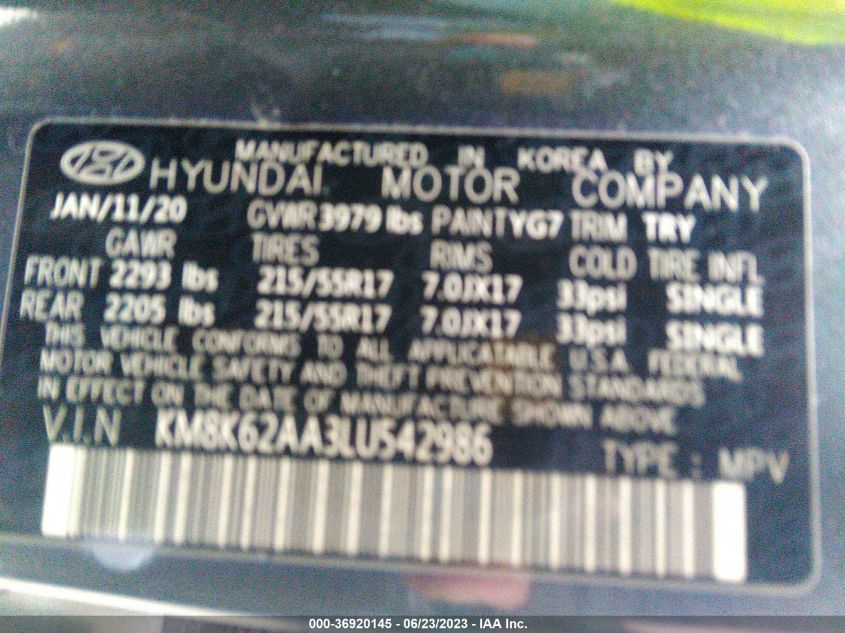 MANUFACTURED IN KOREA BY
HYUNDAI MOTOR COMPANY
JAN/11/20 GVWR 3979 lbs PAINT YG7 TRIM TRY
GAWR TIRES RIMS COLD TIRE INFL
FRONT 2293 lbs 215/55R17 7.0JX17 33psi SINGLE
REAR 2205 lbs 215/55R17 7.0JX17 33psi SINGLE
THIS VEHICLE CONFORMS TO ALL APPLICATABLE U.S.A. FEDERAL
MOTOR VEHICLE SAFETY AND THEFT PREVENTION STANDARDS
IN EFFECT ON THE DATE OF MANUFACTURE SHOWN ABOVE
V.I.N KM8K62AA3LU542986
TYPE : MPV
000-36920145 - 06/23/2023 - IAA Inc.